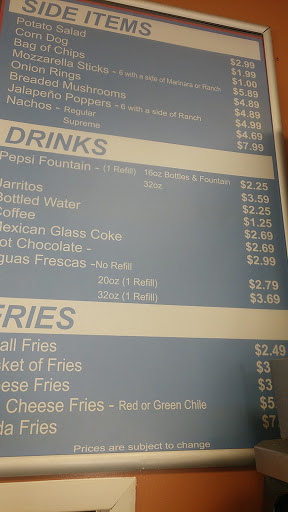 SIDE ITEMS
Potato Salad $2.99
Corn Dog $1.99
Bag of Chips $1.00
Mozzarella Sticks - 6 with a side of Marinara or Ranch $5.89
Onion Rings $4.89
Breaded Mushrooms $4.89
Jalapeño Poppers - 6 with a side of Ranch $4.99
Nachos - Regular $4.69
Supreme $7.99
DRINKS
Pepsi Fountain - (1 Refill) 16oz Bottles & Fountain $2.25
32oz. $3.59
Jarritos $2.25
Bottled Water $1.25
Coffee $2.69
Mexican Glass Coke $2.69
ot Chocolate - $2.99
guas Frescas - No Refill
20oz (1 Refill) $2.79
32oz (1 Refill) $3.69
FRIES
all Fries $2.49
sket of Fries $3
eese Fries $3
Cheese Fries - Red or Green Chile $5
da Fries $7
Prices are subject to change